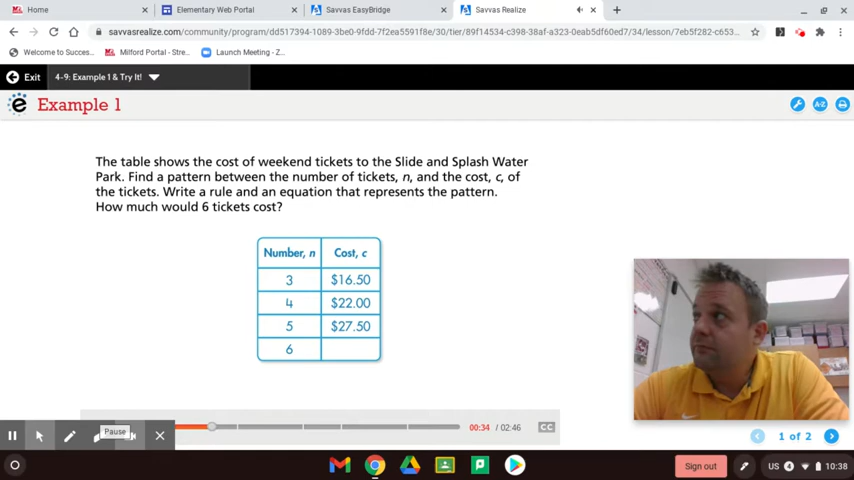 Home
Elementary Web Portal
Savvas EasyBridge
Savvas Realize
savvasrealize.com/community/program/dd517394-1089-3be0-9fdd-7f2ea5591f8e/30/tier/89f14534-c398-38af-a323-0eab5df60ed7/34/lesson/7eb5f282-c653...
Welcome to Succes...
Milford Portal - Stre...
Launch Meeting - Z...
Exit
4-9: Example 1 & Try It!
e Example 1
A-Z
The table shows the cost of weekend tickets to the Slide and Splash Water
Park. Find a pattern between the number of tickets, n, and the cost, c, of
the tickets. Write a rule and an equation that represents the pattern.
How much would 6 tickets cost?
Number, n Cost, c
3 $16.50
4 $22.00
5 $27.50
6
Pause
00:34 / 02:46 CC
1 of 2
Sign out
US 4 10:38